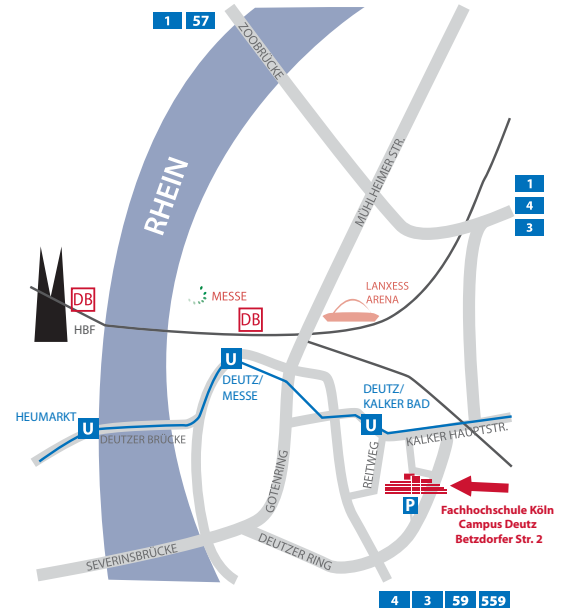 1 57
ZOOBRÜCKE
RHEIN
MÜHLHEIMER STR.
1
4
3
DB
HBF
MESSE
DB
LANXESS
ARENA
U
DEUTZ/
MESSE
DEUTZ/
KALKER BAD
U
HEUMARKT
U
DEUTZER BRÜCKE
KALKER HAUPTSTR.
REITWEG
GOTENRING
P
Fachhochschule Köln
Campus Deutz
Betzdorfer Str. 2
SEVERINSBRÜCKE
DEUTZER RING
4 3 59 559